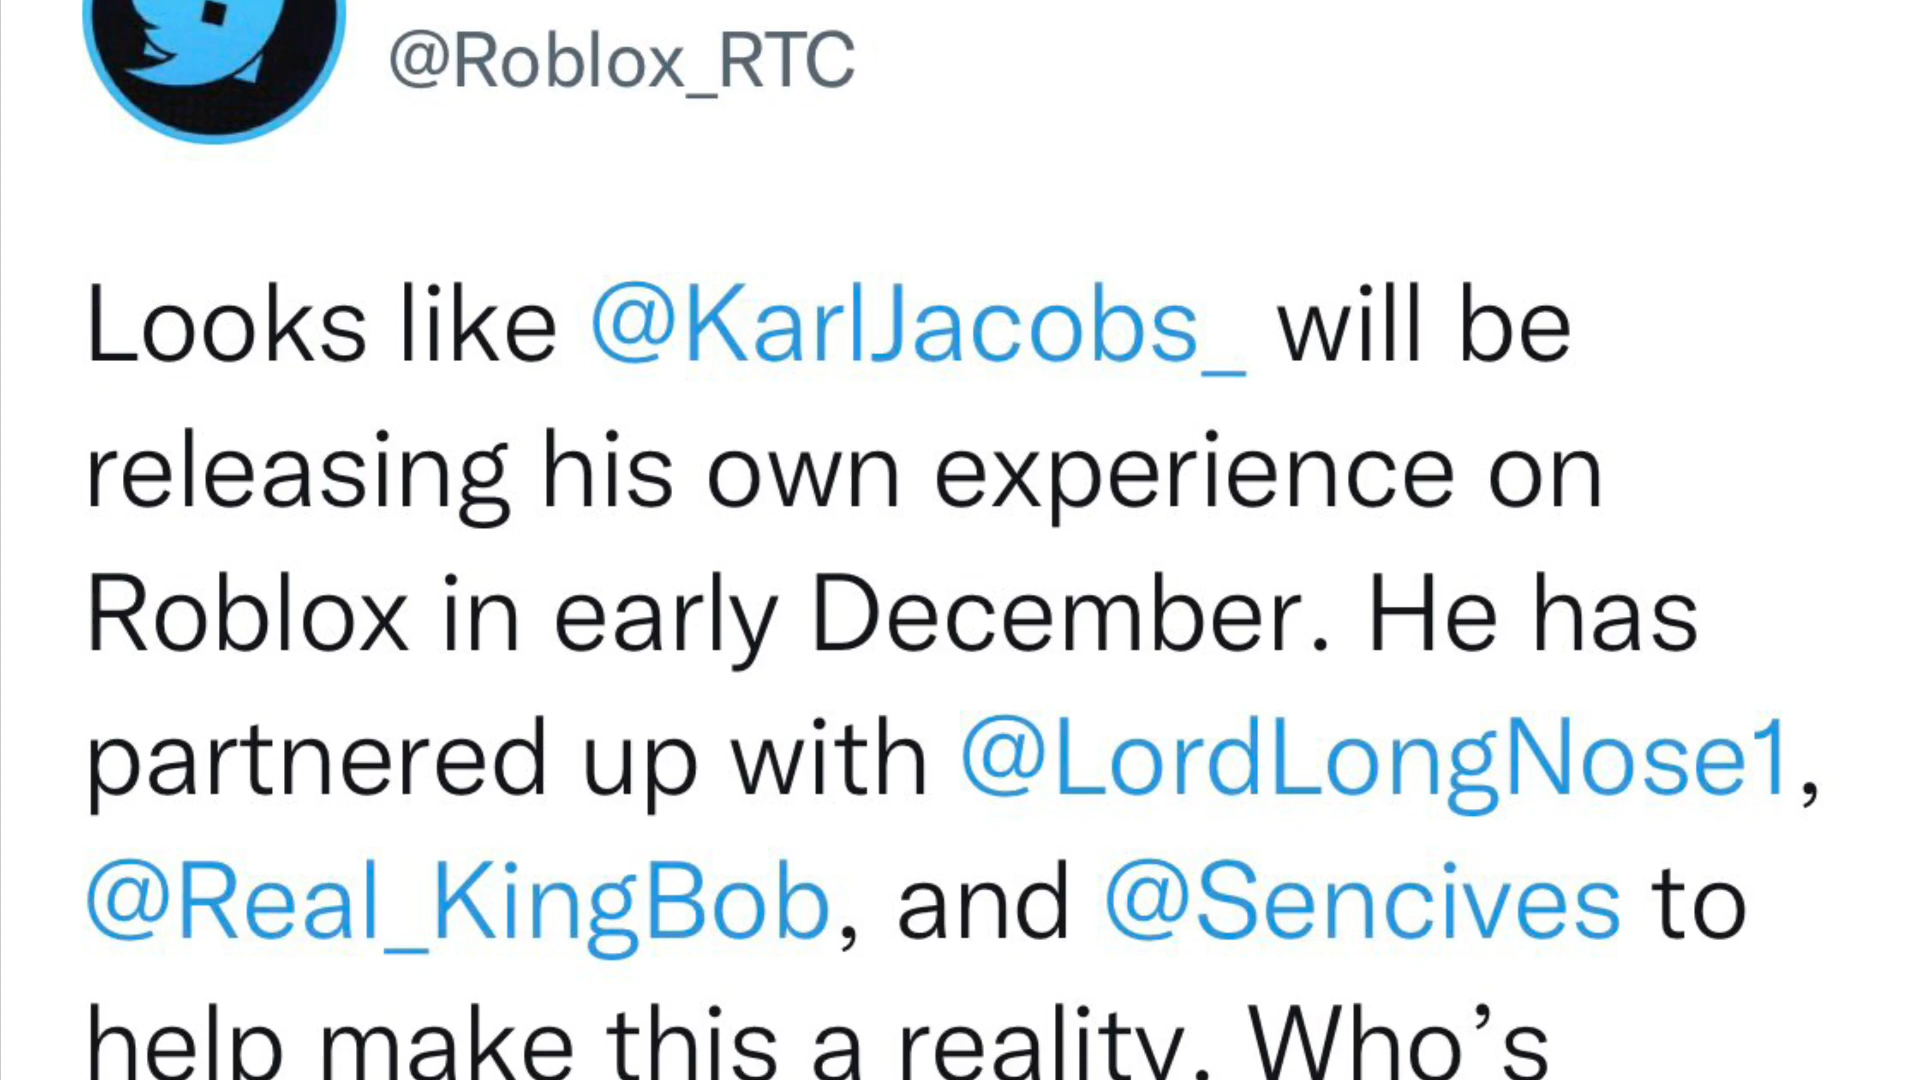 @Roblox_RTC
Looks like @KarlJacobs_ will be
releasing his own experience on
Roblox in early December. He has
partnered up with @LordLongNose1,
@Real_KingBob, and @Sencives to
help make this a reality. Who’s